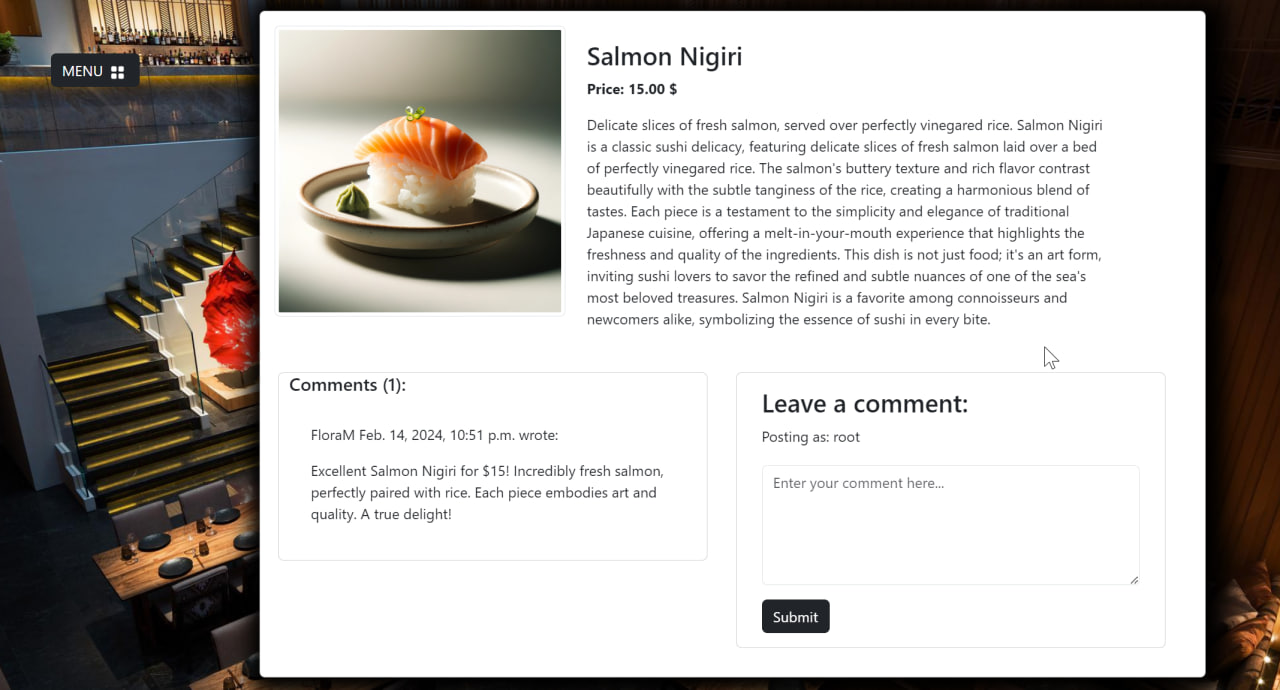 MENU
Salmon Nigiri
Price: 15.00 $
Delicate slices of fresh salmon, served over perfectly vinegared rice. Salmon Nigiri
is a classic sushi delicacy, featuring delicate slices of fresh salmon laid over a bed
of perfectly vinegared rice. The salmon's buttery texture and rich flavor contrast
beautifully with the subtle tanginess of the rice, creating a harmonious blend of
tastes. Each piece is a testament to the simplicity and elegance of traditional
Japanese cuisine, offering a melt-in-your-mouth experience that highlights the
freshness and quality of the ingredients. This dish is not just food; it's an art form,
inviting sushi lovers to savor the refined and subtle nuances of one of the sea's
most beloved treasures. Salmon Nigiri is a favorite among connoisseurs and
newcomers alike, symbolizing the essence of sushi in every bite.
Comments (1):
FloraM Feb. 14, 2024, 10:51 p.m. wrote:
Excellent Salmon Nigiri for $15! Incredibly fresh salmon,
perfectly paired with rice. Each piece embodies art and
quality. A true delight!
Leave a comment:
Posting as: root
Enter your comment here...
Submit